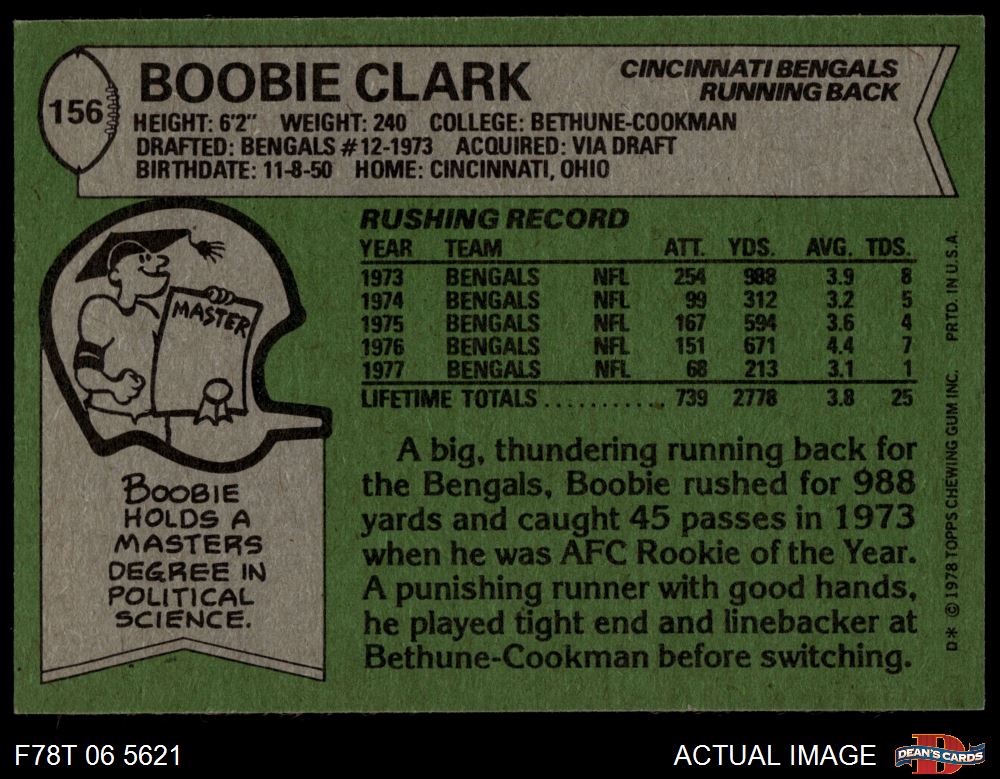 156
BOOBIE CLARK
CINCINNATI BENGALS
RUNNING BACK
HEIGHT: 6'2" WEIGHT: 240 COLLEGE: BETHUNE-COOKMAN
DRAFTED: BENGALS #12-1973 ACQUIRED: VIA DRAFT
BIRTHDATE: 11-8-50 HOME: CINCINNATI, OHIO
MASTER
BOOBIE
HOLDS A
MASTERS
DEGREE IN
POLITICAL
SCIENCE.
RUSHING RECORD
YEAR TEAM ATT. YDS. AVG. TDS.
1973 BENGALS NFL 254 988 3.9 8
1974 BENGALS NFL 99 312 3.2 5
1975 BENGALS NFL 167 594 3.6 4
1976 BENGALS NFL 151 671 4.4 7
1977 BENGALS NFL 68 213 3.1 1
LIFETIME TOTALS........... 739 2778 3.8 25
A big, thundering running back for
the Bengals, Boobie rushed for 988
yards and caught 45 passes in 1973
when he was AFC Rookie of the Year.
A punishing runner with good hands,
he played tight end and linebacker at
Bethune-Cookman before switching.
D* © 1978 TOPPS CHEWING GUM INC. PRTD. IN U.S.A.
F78T 06 5621
ACTUAL IMAGE
D
DEAN'S CARDS